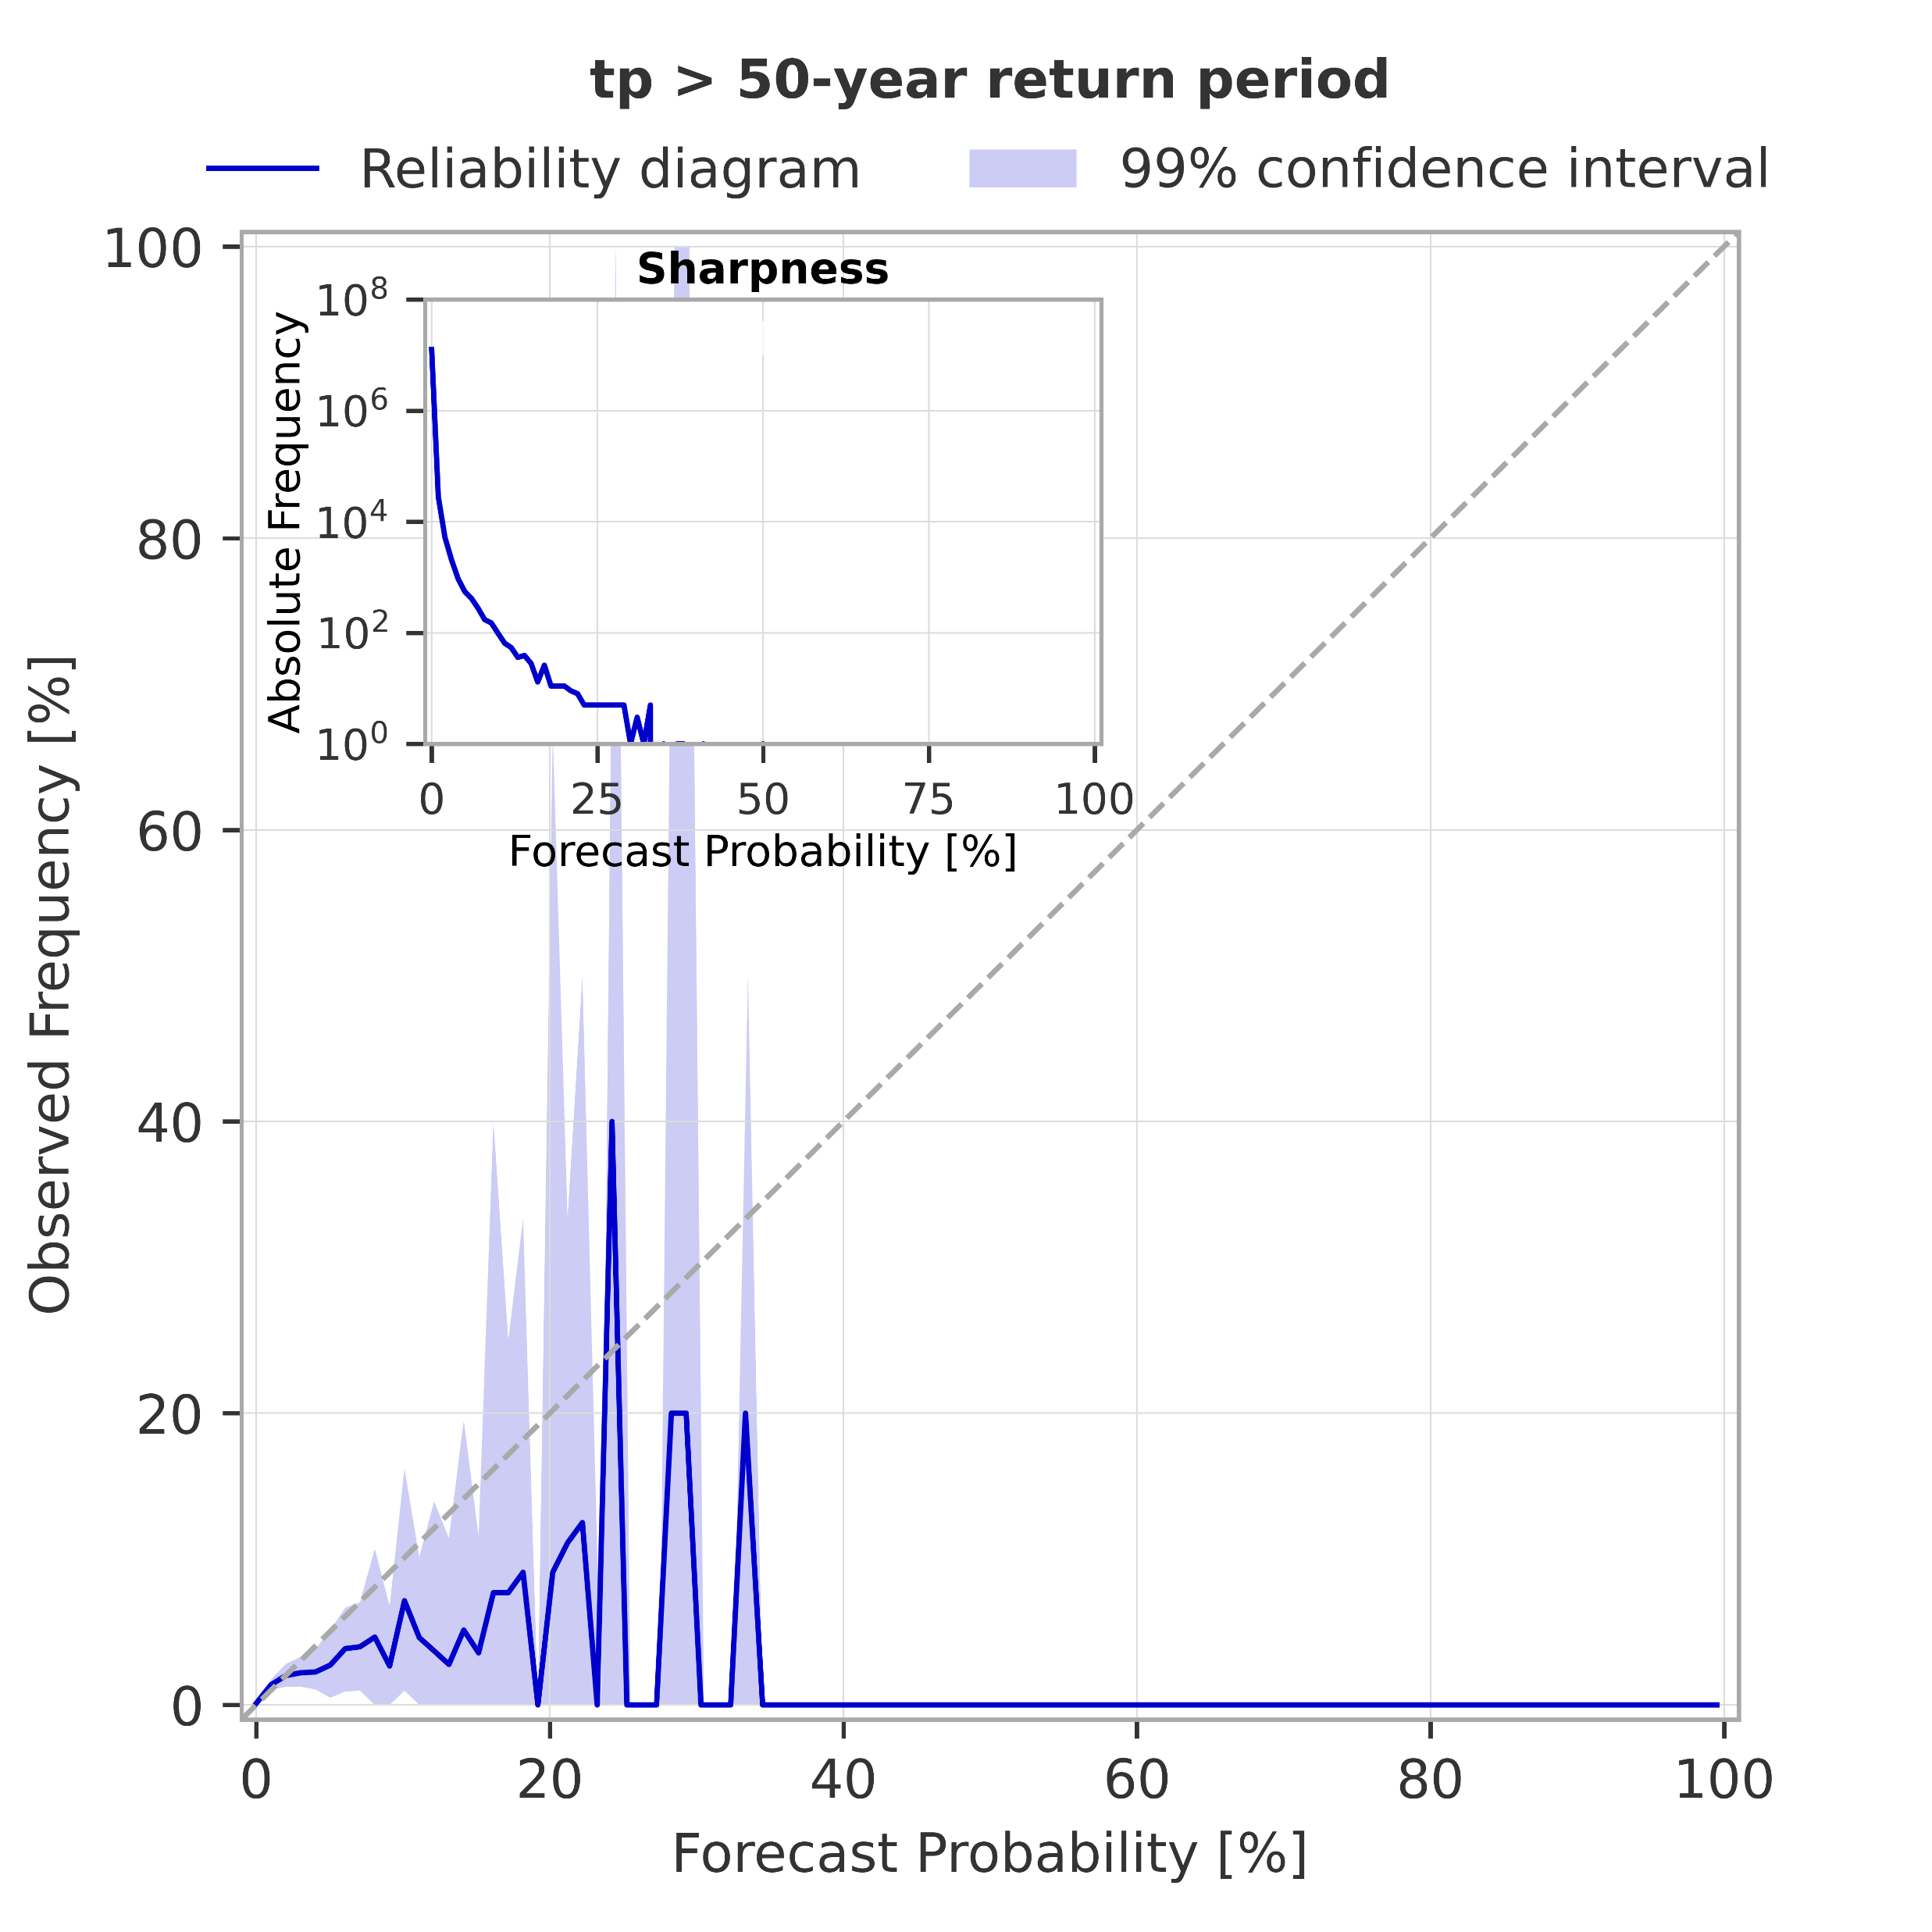 tp > 50-year return period
Reliability diagram
99% confidence interval
Sharpness
Absolute Frequency
10⁸
10⁶
10⁴
10²
10⁰
0 25 50 75 100
Forecast Probability [%]
Observed Frequency [%]
100
80
60
40
20
0
0 20 40 60 80 100
Forecast Probability [%]